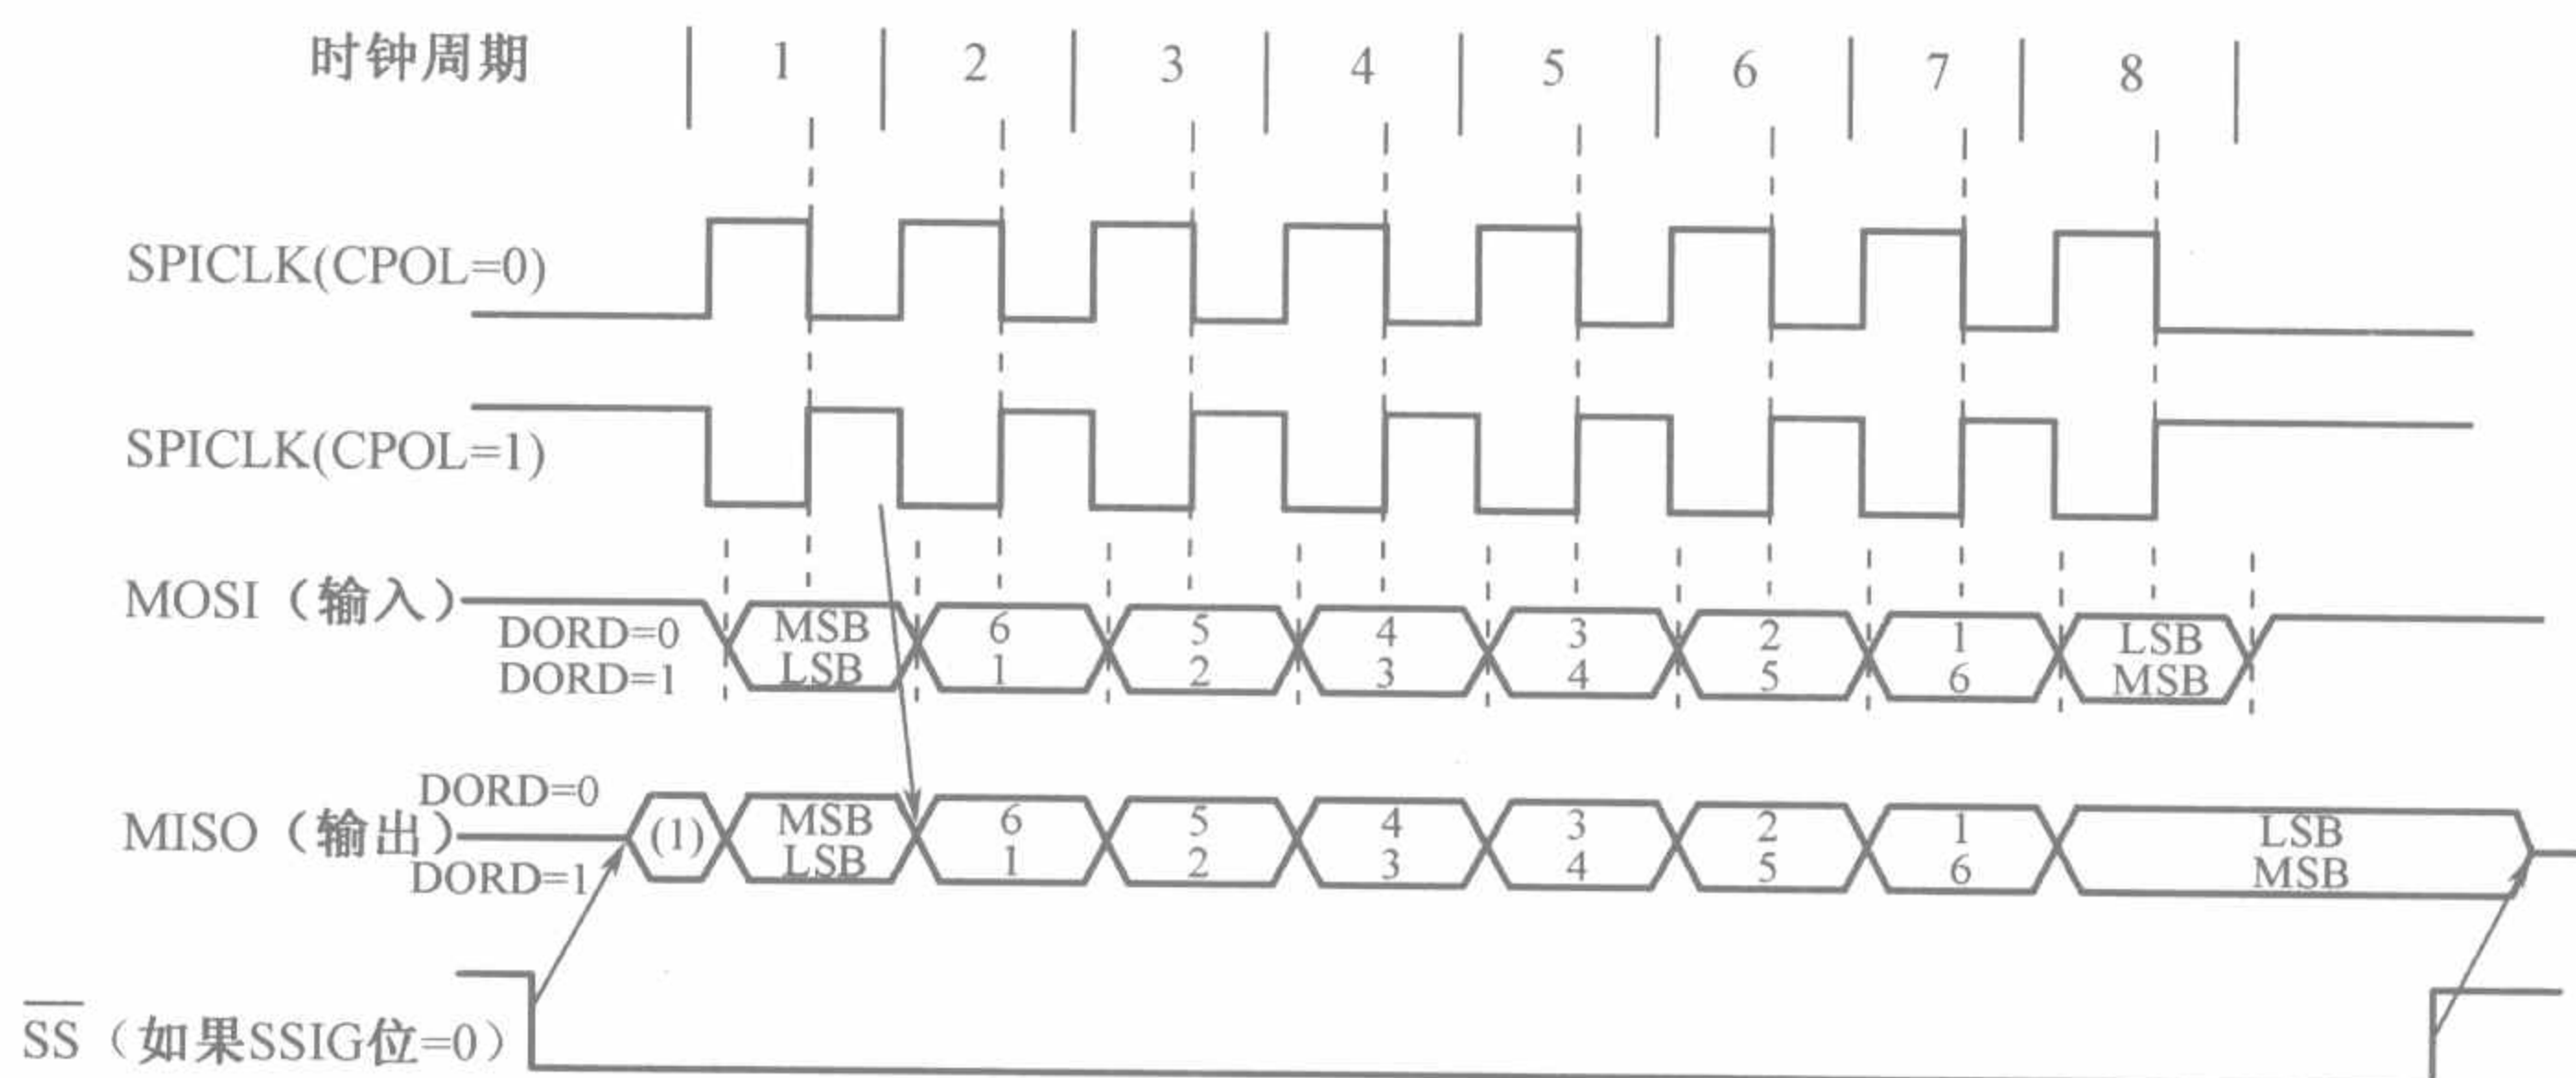 时钟周期 1 2 3 4 5 6 7 8
SPICLK(CPOL=0)
SPICLK(CPOL=1)
MOSI（输入）
DORD=0 MSB 6 5 4 3 2 1 LSB
DORD=1 LSB 1 2 3 4 5 6 MSB
DORD=0 MSB 6 5 4 3 2 1 LSB
MISO（输出） (1)
DORD=1 LSB 1 2 3 4 5 6 MSB
SS（如果SSIG位=0）